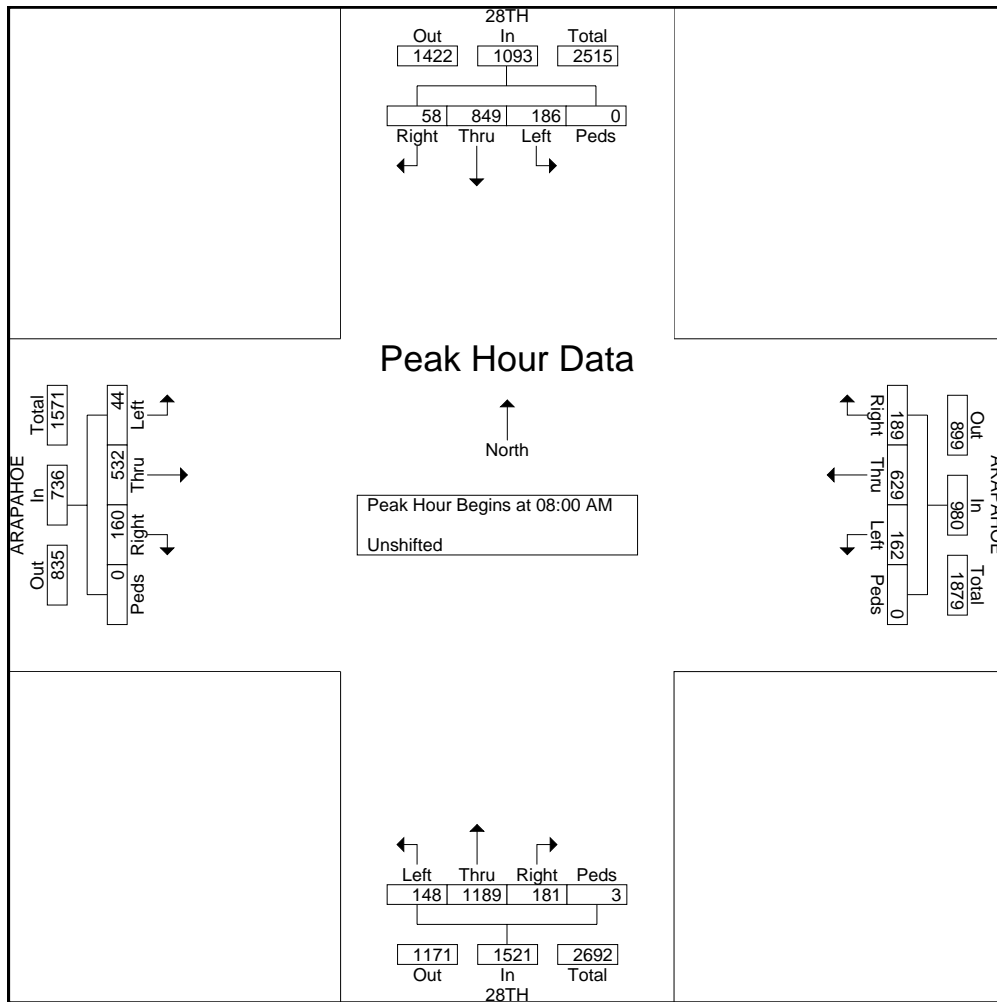 28TH
Out In Total
1422 1093 2515
58 849 186 0
Right Thru Left Peds
Peak Hour Data
North
Peak Hour Begins at 08:00 AM
Unshifted
ARAPAHOE
Out In Total
835 736 1571
44 532 160 0
Left Thru Right Peds
ARAPAHOE
Out In Total
899 980 1879
189 629 162 0
Right Thru Left Peds
Left Thru Right Peds
148 1189 181 3
1171 1521 2692
Out In Total
28TH